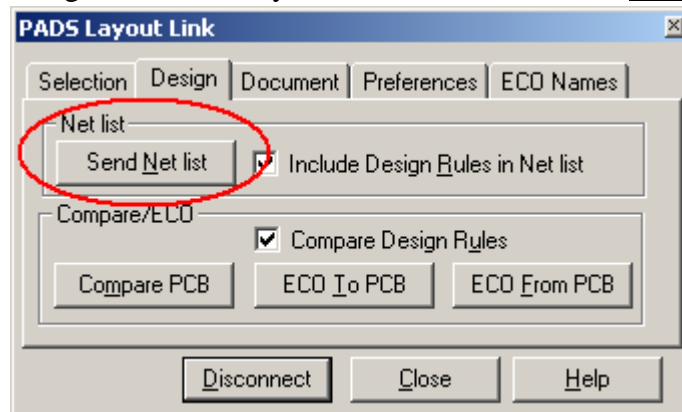 PADS Layout Link
Selection Design Document Preferences ECO Names
Net list
Send Net list Include Design Rules in Net list
Compare/ECO
Compare Design Rules
Compare PCB ECO To PCB ECO From PCB
Disconnect Close Help